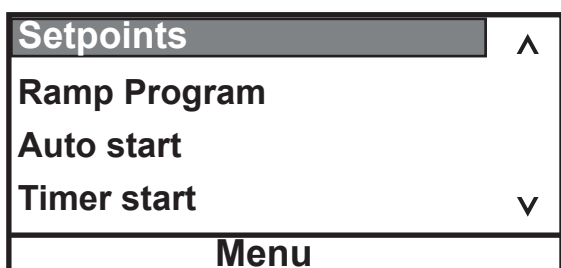 Setpoints
Ramp Program
Auto start
Timer start
Menu